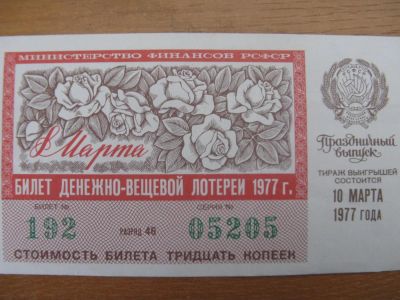 МИНИСТЕРСТВО ФИНАНСОВ РСФСР
8 Марта
БИЛЕТ ДЕНЕЖНО-ВЕЩЕВОЙ ЛОТЕРЕИ 1977 г.
БИЛЕТ № РАЗРЯД 46 СЕРИЯ №
192 05205
СТОИМОСТЬ БИЛЕТА ТРИДЦАТЬ КОПЕЕК
Праздничный
выпуск
ТИРАЖ ВЫИГРЫШЕЙ
СОСТОИТСЯ
10 МАРТА
1977 ГОДА